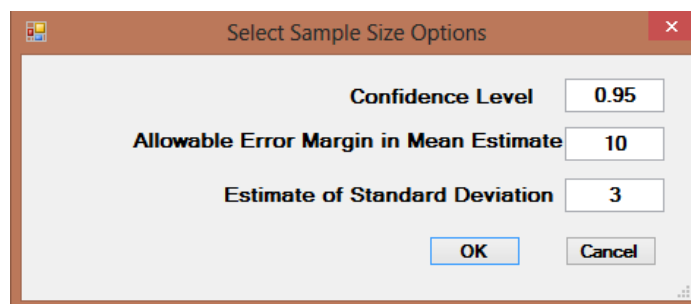 Select Sample Size Options
Confidence Level 0.95
Allowable Error Margin in Mean Estimate 10
Estimate of Standard Deviation 3
OK Cancel